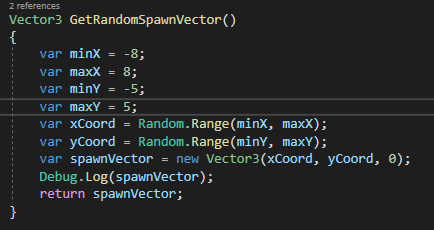 2 references
Vector3 GetRandomSpawnVector()
{
var minX = -8;
var maxX = 8;
var minY = -5;
var maxY = 5;
var xCoord = Random.Range(minX, maxX);
var yCoord = Random.Range(minY, maxY);
var spawnVector = new Vector3(xCoord, yCoord, 0);
Debug.Log(spawnVector);
return spawnVector;
}